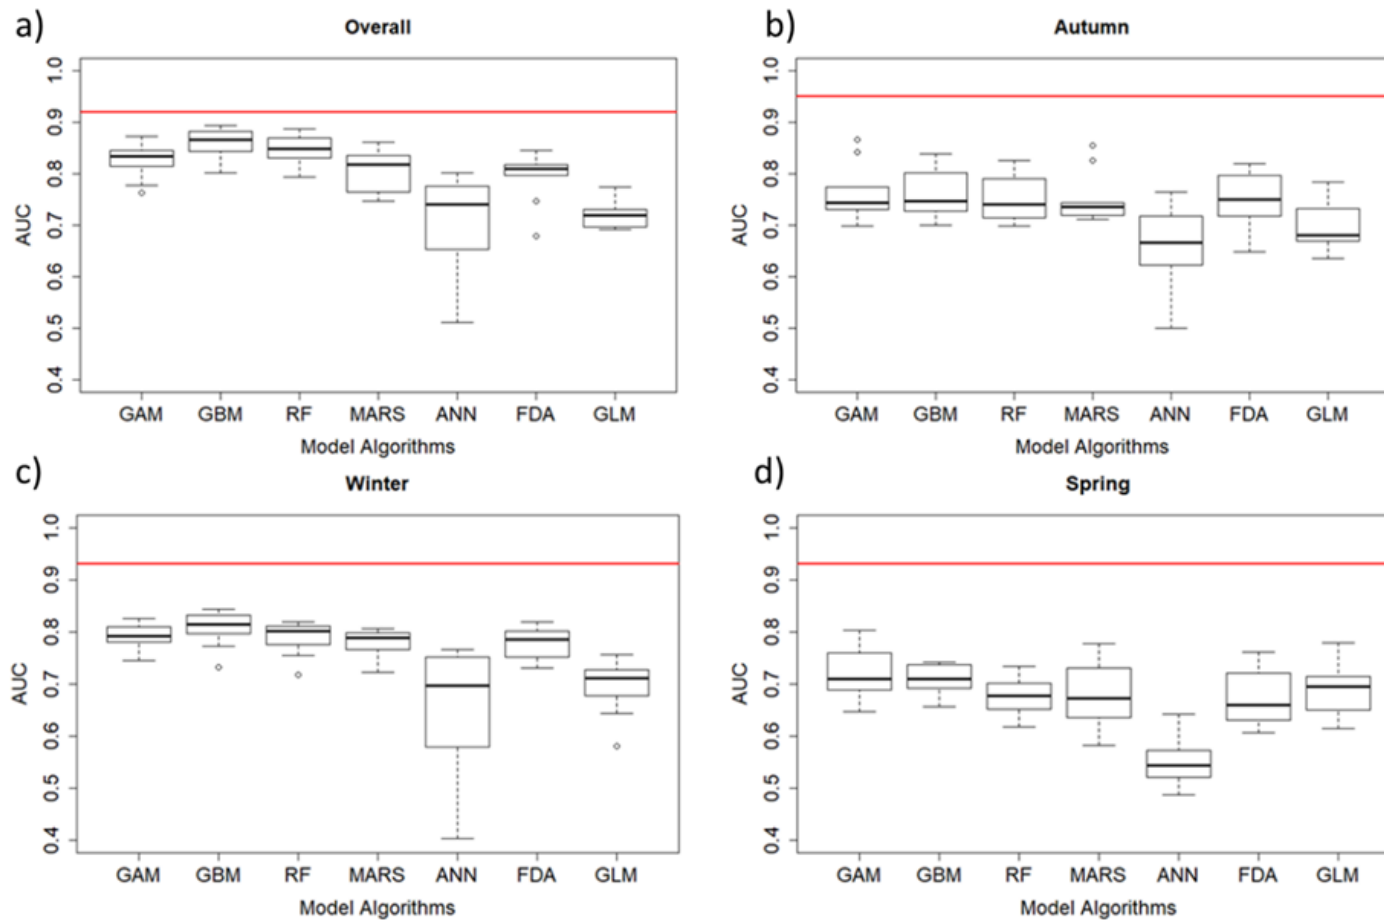 a)
Overall
AUC
1.0
0.9
0.8
0.7
0.6
0.5
0.4
GAM GBM RF MARS ANN FDA GLM
Model Algorithms
b)
Autumn
AUC
1.0
0.9
0.8
0.7
0.6
0.5
0.4
GAM GBM RF MARS ANN FDA GLM
Model Algorithms
c)
Winter
AUC
1.0
0.9
0.8
0.7
0.6
0.5
0.4
GAM GBM RF MARS ANN FDA GLM
Model Algorithms
d)
Spring
AUC
1.0
0.9
0.8
0.7
0.6
0.5
0.4
GAM GBM RF MARS ANN FDA GLM
Model Algorithms